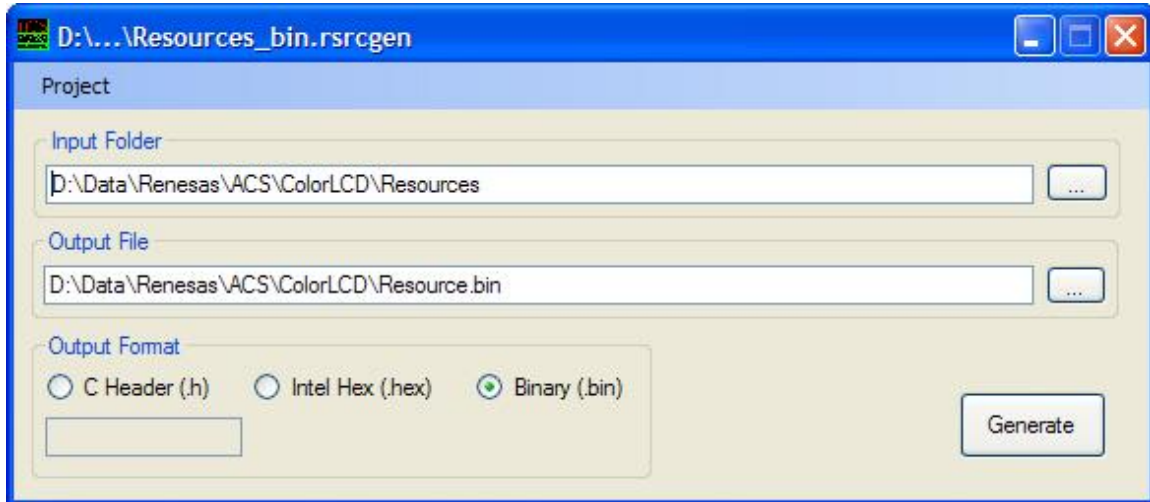 D:\...\Resources_bin.rsrcgen
Project
Input Folder
D:\Data\Renesas\ACS\ColorLCD\Resources
...
Output File
D:\Data\Renesas\ACS\ColorLCD\Resource.bin
...
Output Format
C Header (.h) Intel Hex (.hex) Binary (.bin)
Generate